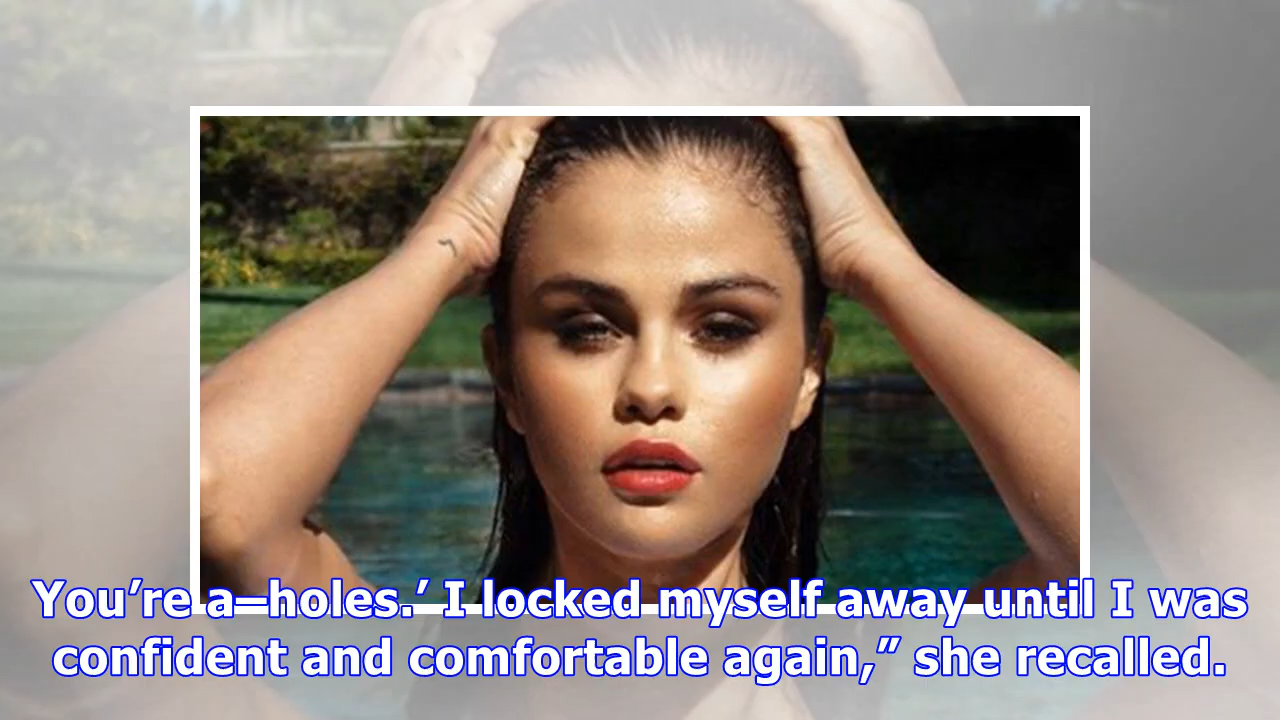 You’re a—holes.’ I locked myself away until I was
confident and comfortable again,” she recalled.